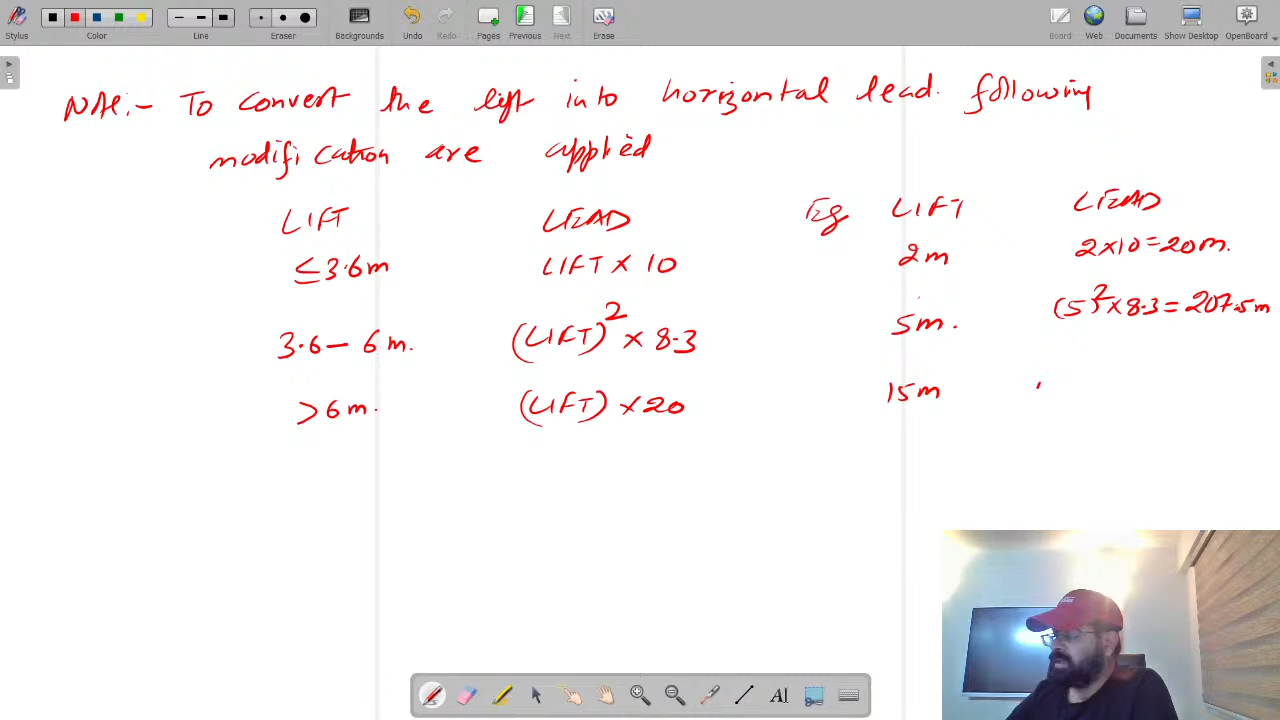 Stylus Color Line Eraser Backgrounds Undo Redo Pages Previous Next Erase Board Web Documents Show Desktop OpenBoard
Note:- To convert the lift into horizontal lead. following
modification are applied
LIFT LEAD Eg LIFT LEAD
≤3.6m LIFT × 10 2m 2×10=20m.
3.6 – 6m. (LIFT)² × 8.3 5m. (5)²×8.3=207.5m
>6m. (LIFT) ×20 15m